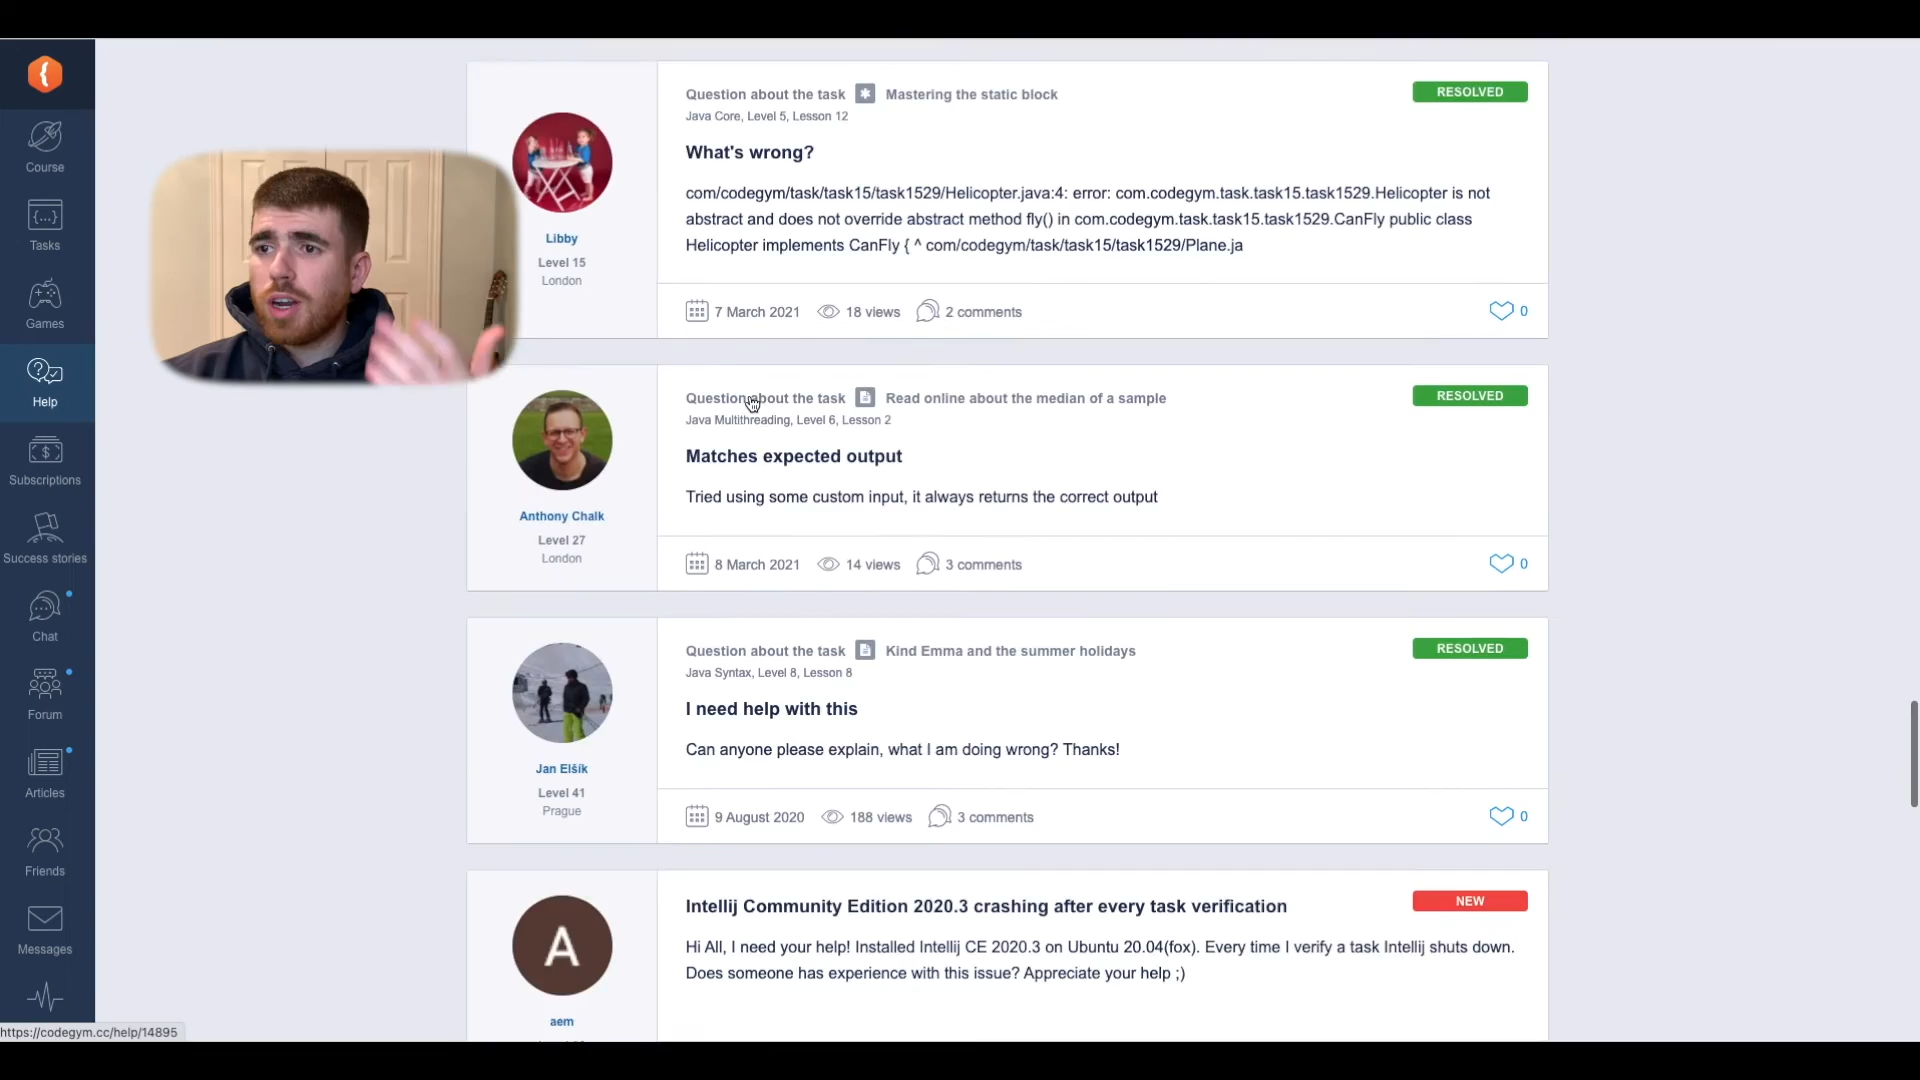 Course
Tasks
Games
Help
Subscriptions
Success stories
Chat
Forum
Articles
Friends
Messages
https://codegym.cc/help/14895
Libby
Level 15
London
Question about the task Mastering the static block
RESOLVED
Java Core, Level 5, Lesson 12
What's wrong?
com/codegym/task/task15/task1529/Helicopter.java:4: error: com.codegym.task.task15.task1529.Helicopter is not
abstract and does not override abstract method fly() in com.codegym.task.task15.task1529.CanFly public class
Helicopter implements CanFly { ^ com/codegym/task/task15/task1529/Plane.ja
7 March 2021 18 views 2 comments 0
Anthony Chalk
Level 27
London
Question about the task Read online about the median of a sample
RESOLVED
Java Multithreading, Level 6, Lesson 2
Matches expected output
Tried using some custom input, it always returns the correct output
8 March 2021 14 views 3 comments 0
Jan Elšík
Level 41
Prague
Question about the task Kind Emma and the summer holidays
RESOLVED
Java Syntax, Level 8, Lesson 8
I need help with this
Can anyone please explain, what I am doing wrong? Thanks!
9 August 2020 188 views 3 comments 0
A
aem
Intellij Community Edition 2020.3 crashing after every task verification
NEW
Hi All, I need your help! Installed Intellij CE 2020.3 on Ubuntu 20.04(fox). Every time I verify a task Intellij shuts down.
Does someone has experience with this issue? Appreciate your help ;)